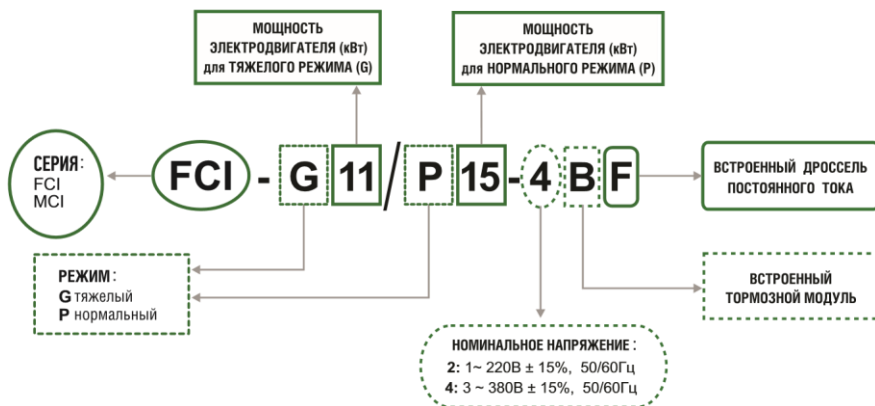 МОЩНОСТЬ
ЭЛЕКТРОДВИГАТЕЛЯ (кВт)
для ТЯЖЕЛОГО РЕЖИМА (G)
МОЩНОСТЬ
ЭЛЕКТРОДВИГАТЕЛЯ (кВт)
для НОРМАЛЬНОГО РЕЖИМА (P)
СЕРИЯ:
FCI
MCI
FCI - G 11 / P 15 - 4 B F
ВСТРОЕННЫЙ ДРОССЕЛЬ
ПОСТОЯННОГО ТОКА
РЕЖИМ:
G тяжелый
P нормальный
ВСТРОЕННЫЙ
ТОРМОЗНОЙ МОДУЛЬ
НОМИНАЛЬНОЕ НАПРЯЖЕНИЕ:
2: 1~ 220В ± 15%, 50/60Гц
4: 3 ~ 380В ± 15%, 50/60Гц